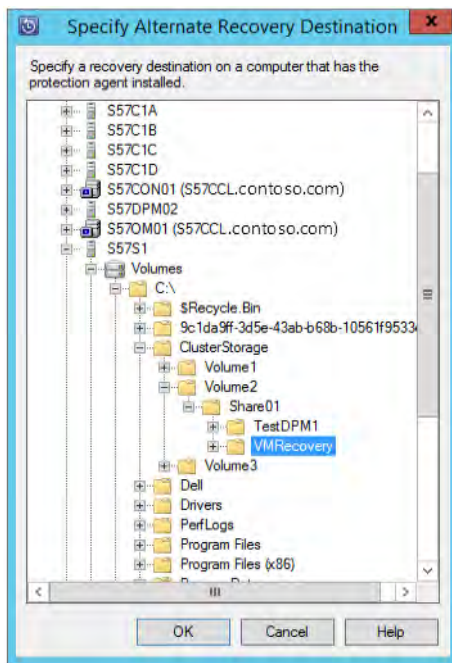 Specify Alternate Recovery Destination
x
Specify a recovery destination on a computer that has the
protection agent installed.
S57C1A
S57C1B
S57C1C
S57C1D
S57CON01 (S57CCL.contoso.com)
S57DPM02
S57OM01 (S57CCL.contoso.com)
S57S1
Volumes
C:\
$Recycle.Bin
9c1da9ff-3d5e-43ab-b68b-10561f9533
ClusterStorage
Volume1
Volume2
Share01
TestDPM1
VMRecovery
Volume3
Dell
Drivers
PerfLogs
Program Files
Program Files (x86)
OK Cancel Help